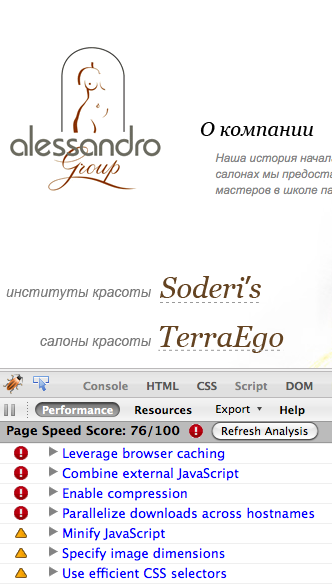 alessandro
Group
О компании
Наша история начал
салонах мы предоста
мастеров в школе па
институты красоты Soderi's
салоны красоты TerraEgo
Console HTML CSS Script DOM
Performance Resources Export Help
Page Speed Score: 76/100 Refresh Analysis
Leverage browser caching
Combine external JavaScript
Enable compression
Parallelize downloads across hostnames
Minify JavaScript
Specify image dimensions
Use efficient CSS selectors